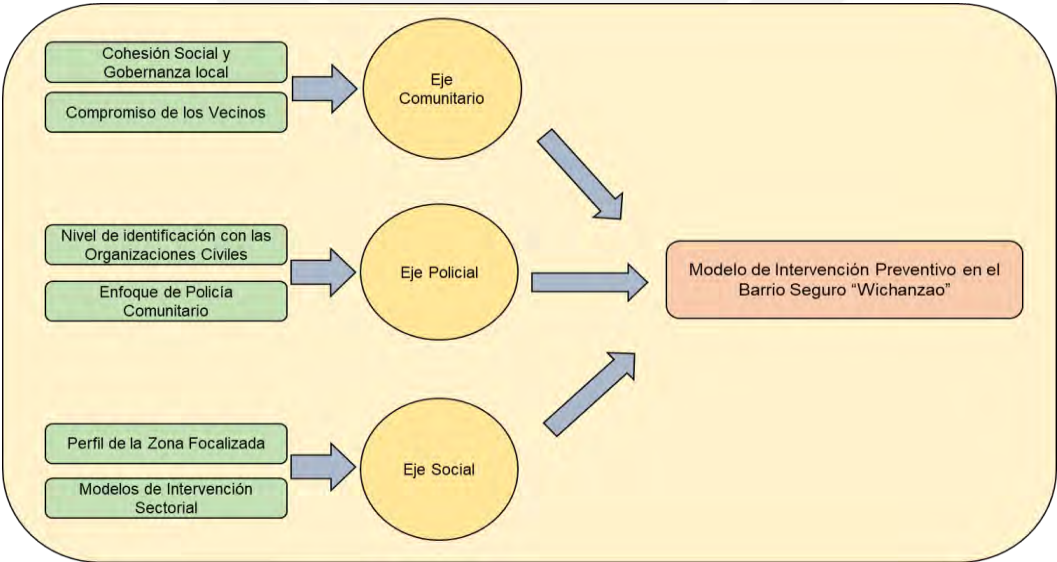 Cohesión Social y
Gobernanza local
Compromiso de los Vecinos
Eje
Comunitario
Nivel de identificación con las
Organizaciones Civiles
Enfoque de Policía
Comunitario
Eje Policial
Modelo de Intervención Preventivo en el
Barrio Seguro “Wichanzao”
Perfil de la Zona Focalizada
Modelos de Intervención
Sectorial
Eje Social